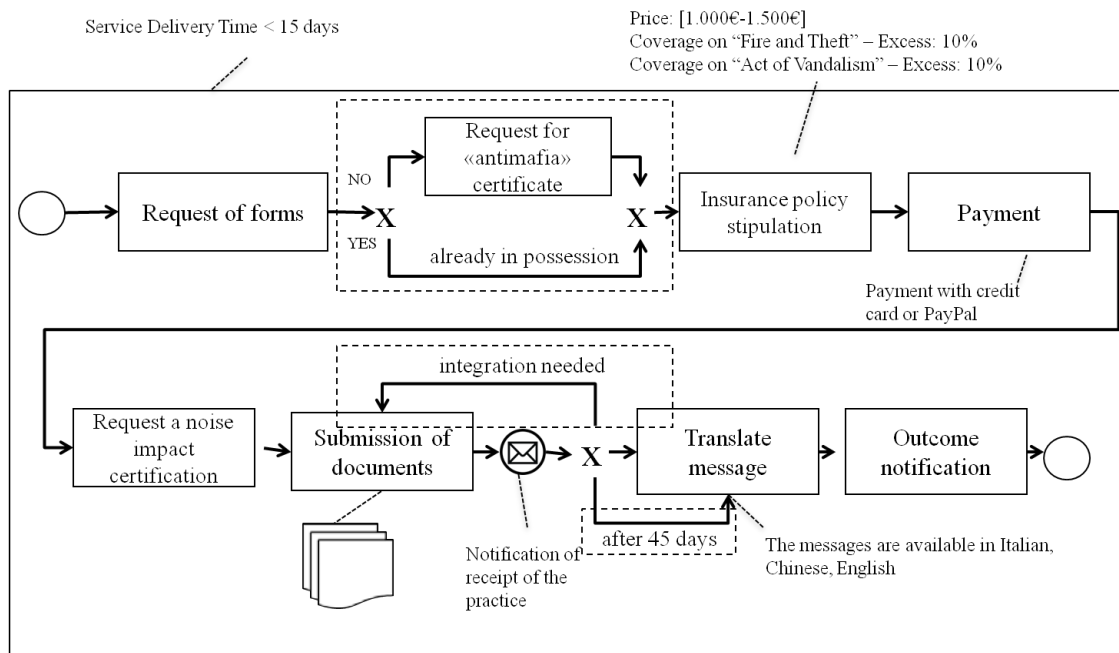 Service Delivery Time < 15 days
Price: [1.000€-1.500€]
Coverage on “Fire and Theft” – Excess: 10%
Coverage on “Act of Vandalism” – Excess: 10%
Request of forms
NO
X
YES
Request for
«antimafia»
certificate
already in possession
X
Insurance policy
stipulation
Payment
Payment with credit
card or PayPal
Request a noise
impact
certification
integration needed
Submission of
documents
Notification of
receipt of the
practice
X
after 45 days
Translate
message
The messages are available in Italian,
Chinese, English
Outcome
notification